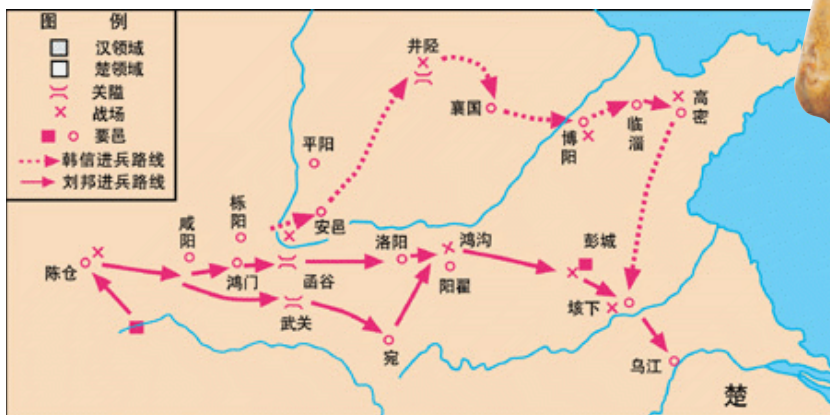 图 例
汉领域
楚领域
关隘
战场
要邑
韩信进兵路线
刘邦进兵路线
井陉
襄国
博阳
临淄
高密
平阳
安邑
栎阳
咸阳
陈仓
鸿门
函谷
武关
洛阳
鸿沟
阳翟
宛
彭城
垓下
乌江
楚